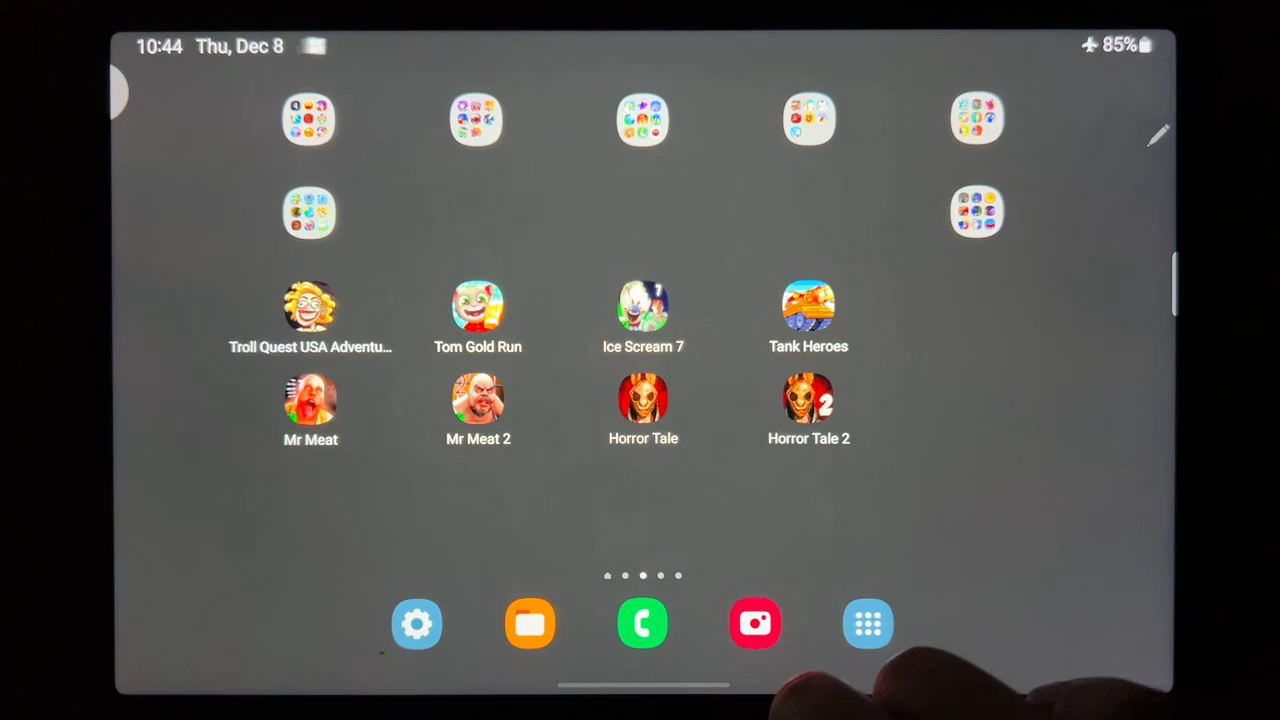 10:44 Thu, Dec 8
85%
Troll Quest USA Adventu...
Tom Gold Run
Ice Scream 7
Tank Heroes
Mr Meat
Mr Meat 2
Horror Tale
Horror Tale 2